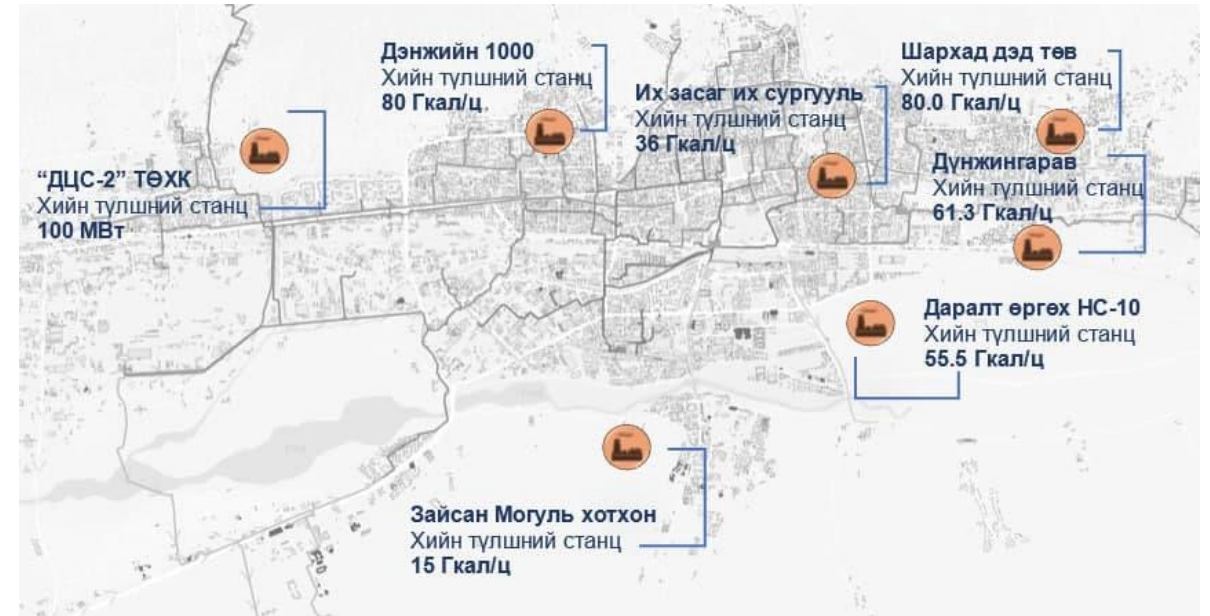 Дэнжийн 1000
Хийн түлшний станц
80 Гкал/ц
Их засаг их сургууль
Хийн түлшний станц
36 Гкал/ц
Шархад дэд төв
Хийн түлшний станц
80.0 Гкал/ц
Дүнжингарав
Хийн түлшний станц
61.3 Гкал/ц
“ДЦС-2” ТӨХК
Хийн түлшний станц
100 МВт
Даралт өргөх НС-10
Хийн түлшний станц
55.5 Гкал/ц
Зайсан Могуль хотхон
Хийн түлшний станц
15 Гкал/ц